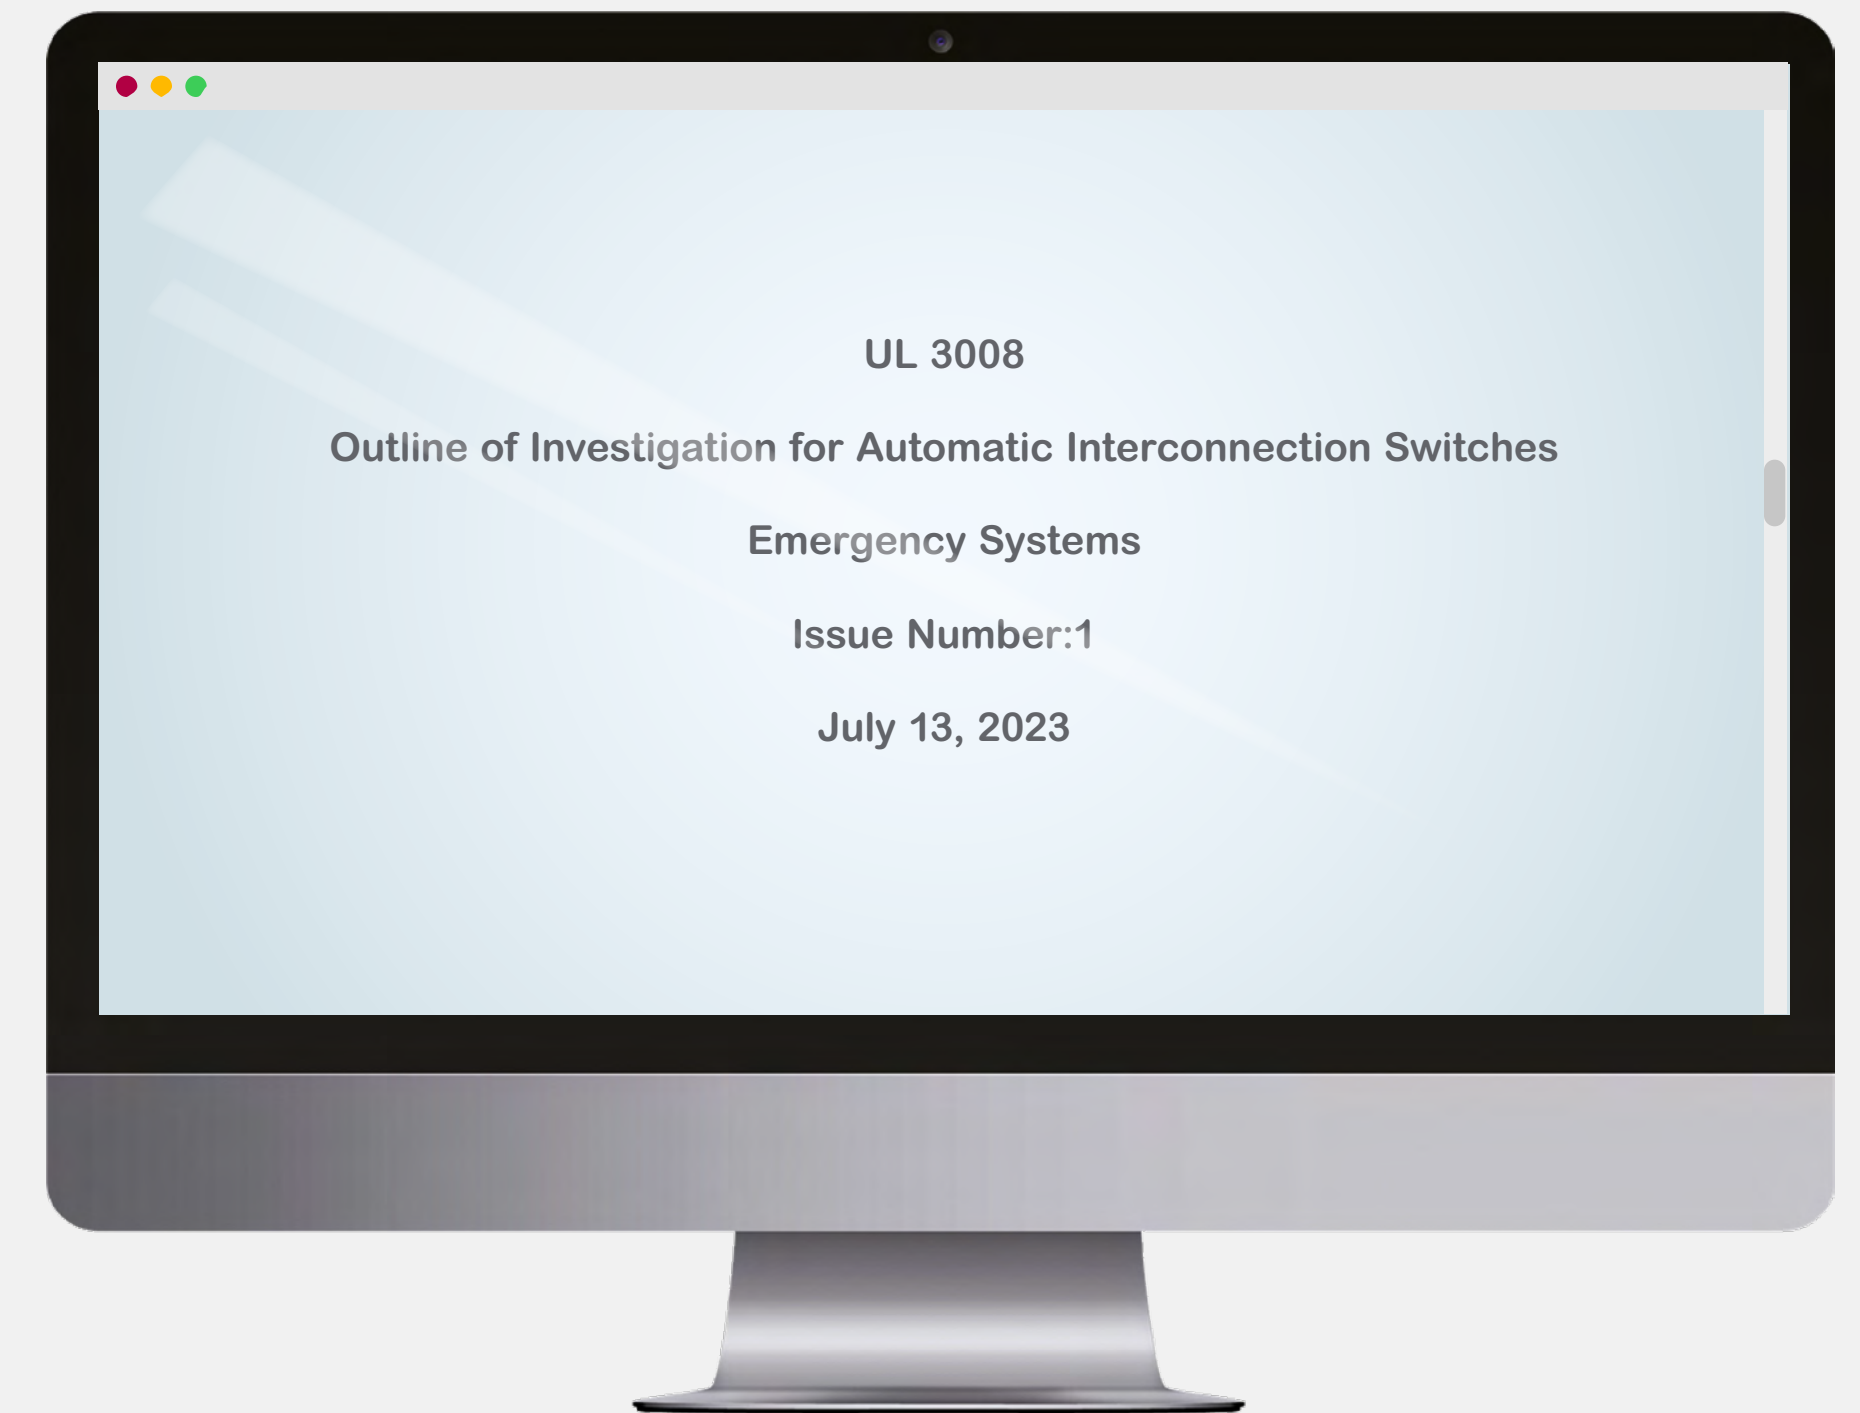 UL 3008
Outline of Investigation for Automatic Interconnection Switches
Emergency Systems
Issue Number:1
July 13, 2023